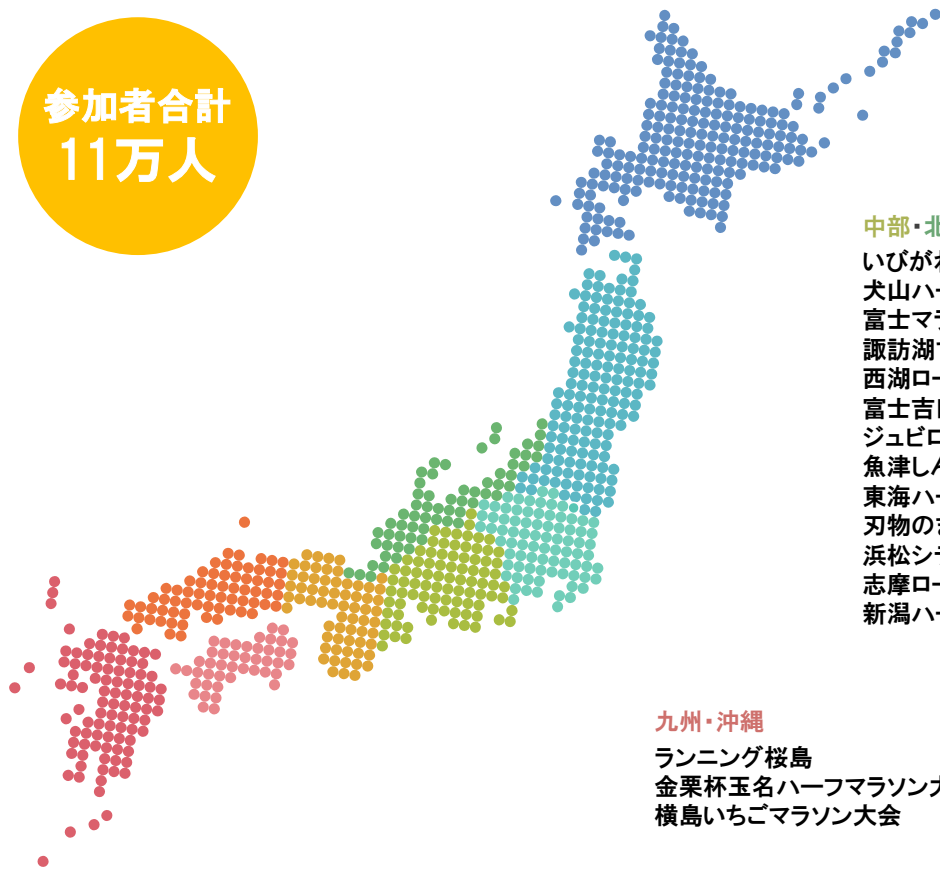 参加者合計
11万人
中部・北
いびがわ
犬山ハー
富士マラ
諏訪湖
西湖ロー
富士吉
ジュビロ
魚津し
東海ハー
刃物の
浜松シ
志摩ロー
新潟ハー
九州・沖縄
ランニング桜島
金栗杯玉名ハーフマラソン
横島いちごマラソン大会